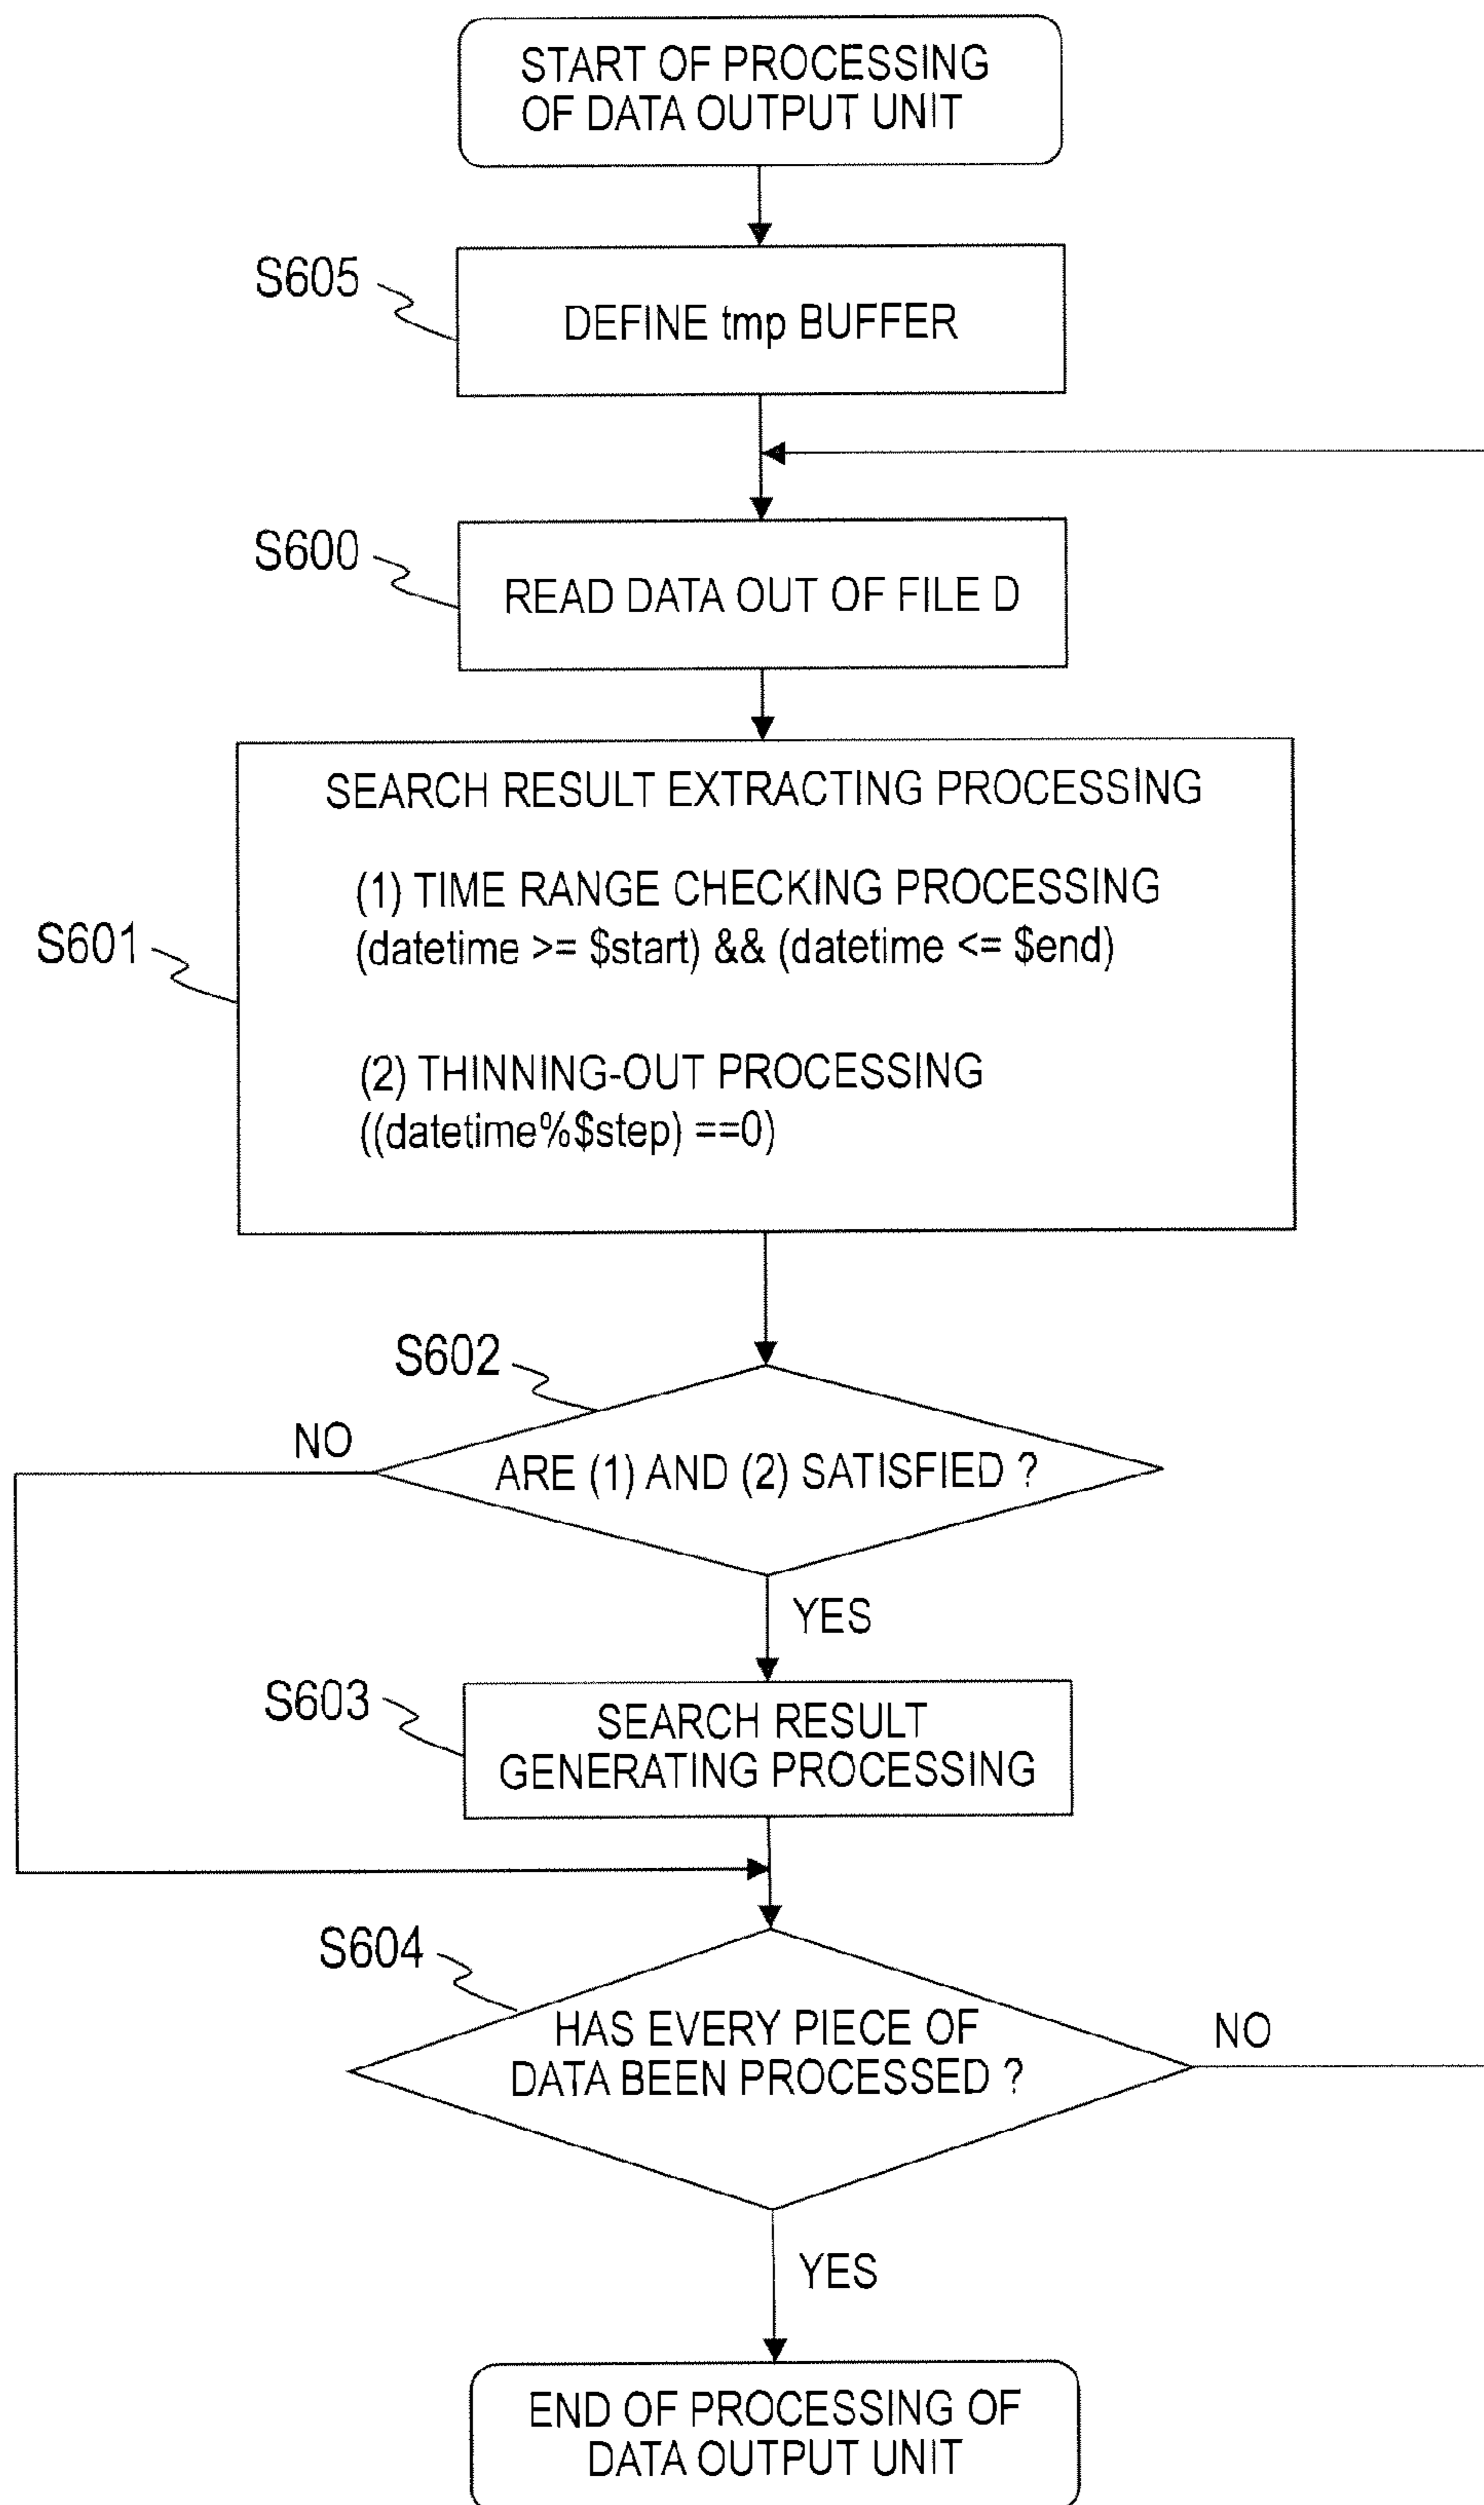 START OF PROCESSING
OF DATA OUTPUT UNIT
S605
DEFINE tmp BUFFER
S600
READ DATA OUT OF FILE D
SEARCH RESULT EXTRACTING PROCESSING
(1) TIME RANGE CHECKING PROCESSING
S601
(datetime >= $start) && (datetime <= $end)
(2) THINNING-OUT PROCESSING
((datetime%$step) ==0)
S602
NO
ARE (1) AND (2) SATISFIED ?
YES
S603
SEARCH RESULT
GENERATING PROCESSING
S604
HAS EVERY PIECE OF
DATA BEEN PROCESSED ?
NO
YES
END OF PROCESSING OF
DATA OUTPUT UNIT